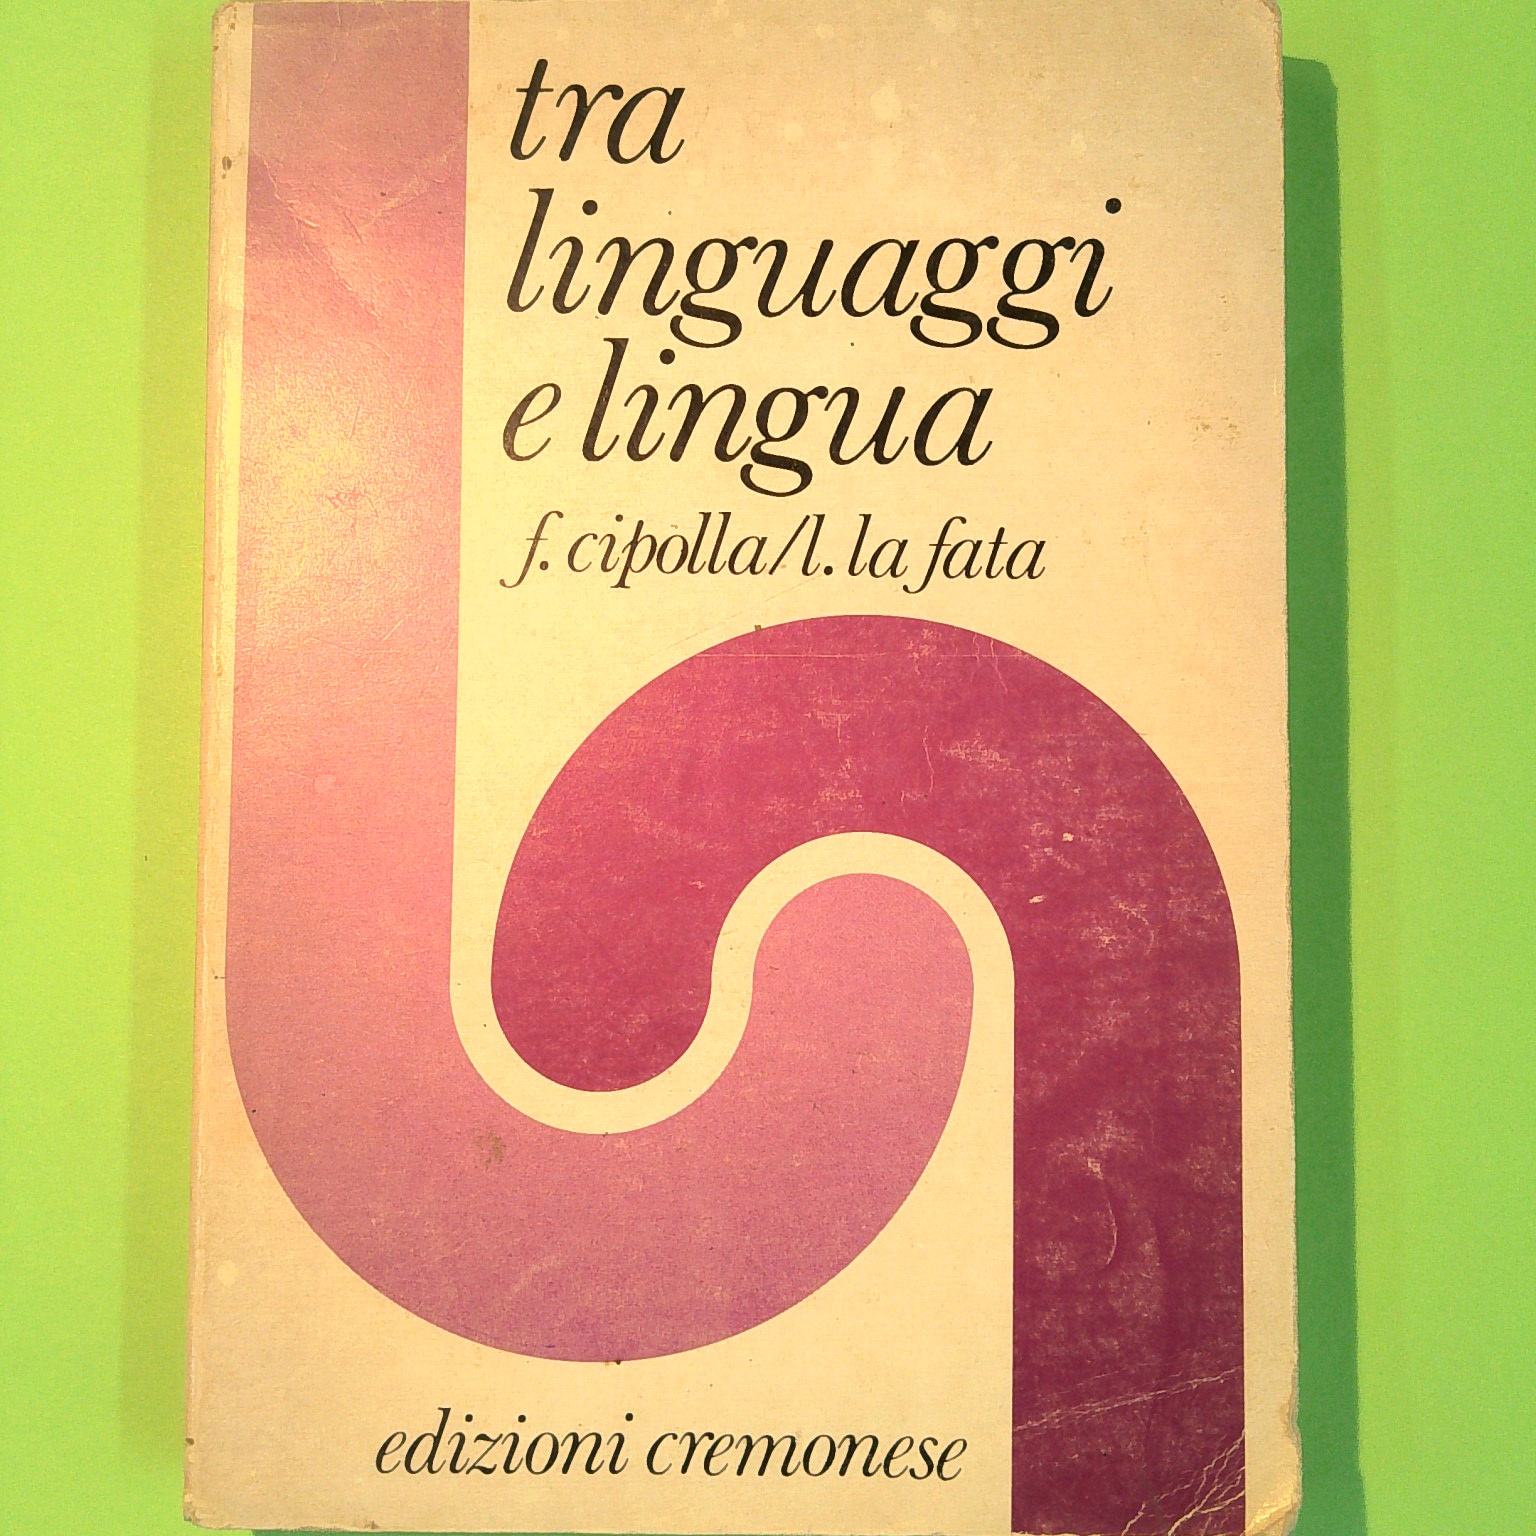 tra
linguaggi
e lingua
f. cipolla/l. la fata
edizioni cremonese